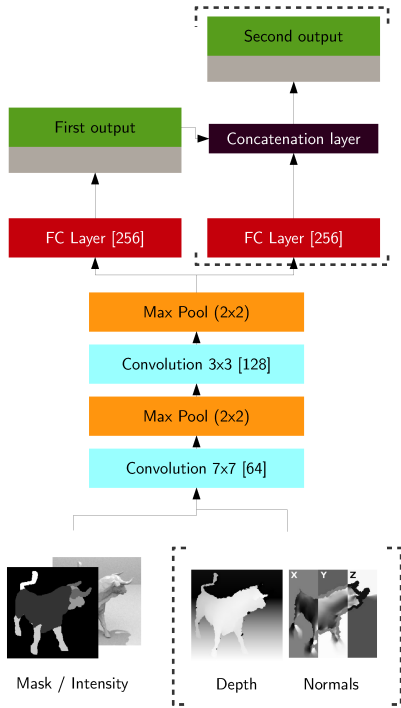 Second output
First output
Concatenation layer
FC Layer [256]
FC Layer [256]
Max Pool (2x2)
Convolution 3x3 [128]
Max Pool (2x2)
Convolution 7x7 [64]
X
Y
Z
Mask / Intensity
Depth
Normals